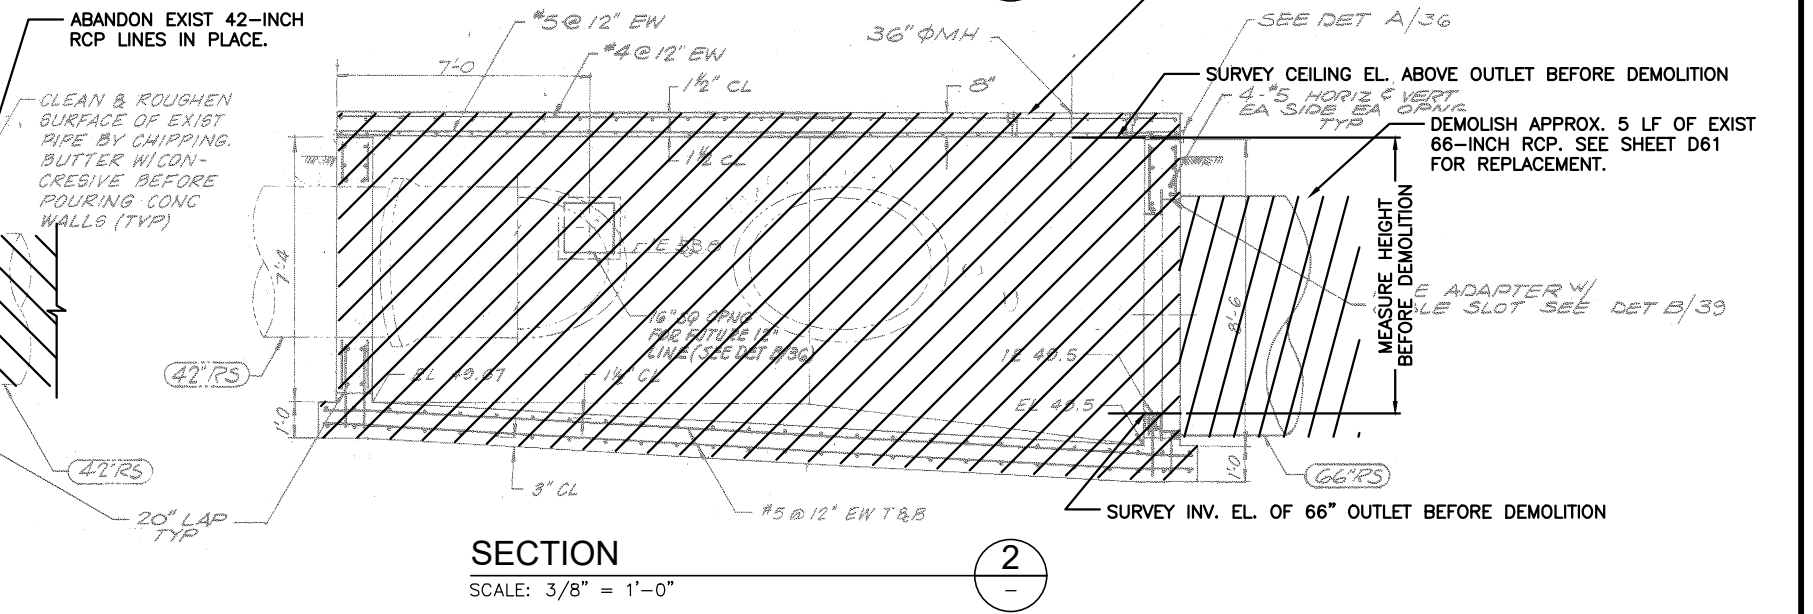 ABANDON EXIST 42-INCH
RCP LINES IN PLACE.
#5@12" EW
#4@12" EW
7'-0
1½" CL
36" ΦMH
8"
SEE DET A/36
SURVEY CEILING EL. ABOVE OUTLET BEFORE DEMOLITION
4-#5 HORIZ & VERT
EA SIDE EA OPNG
TYP
DEMOLISH APPROX. 5 LF OF EXIST
66-INCH RCP. SEE SHEET D61
FOR REPLACEMENT.
CLEAN & ROUGHEN
SURFACE OF EXIST
PIPE BY CHIPPING.
BUTTER W/CON-
CRESIVE BEFORE
POURING CONC
WALLS (TYP)
1½ CL
7'-4
MEASURE HEIGHT
BEFORE DEMOLITION
8'-6
ADAPTER W/
SLOT SEE DET B/39
16" SQ OPNG
FOR FUTURE 12"
LINE (SEE DET B/36)
IE 40.5
42"RS
EL 49.67
1½" CL
EL 40.5
1'-0
42"RS
3" CL
66"RS
1'-0
20" LAP
TYP
#5@12" EW T&B
SURVEY INV. EL. OF 66" OUTLET BEFORE DEMOLITION
SECTION
SCALE: 3/8" = 1'-0"
2
-